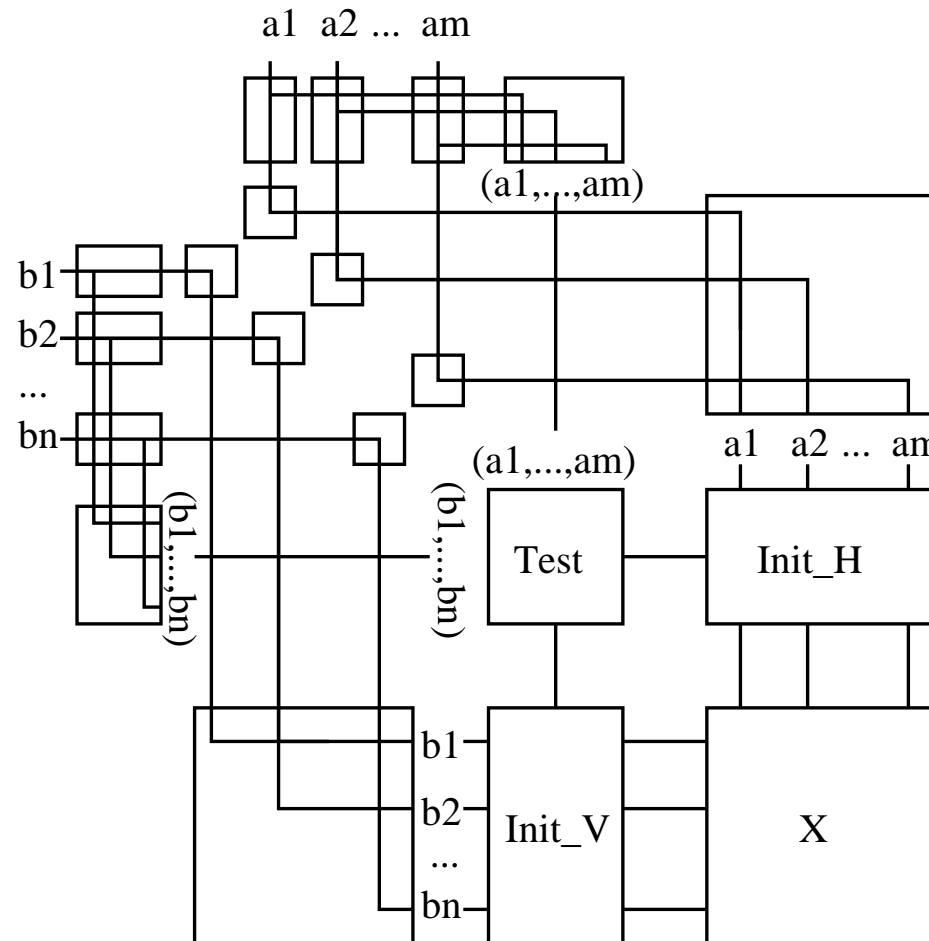 a1 a2 ... am
(a1,....,am)
b1
b2
...
bn
(b1,....,bn)
(b1,...,bn)
(a1,...,am)
a1 a2 ... am
Test
Init_H
b1
b2
...
bn
Init_V
X